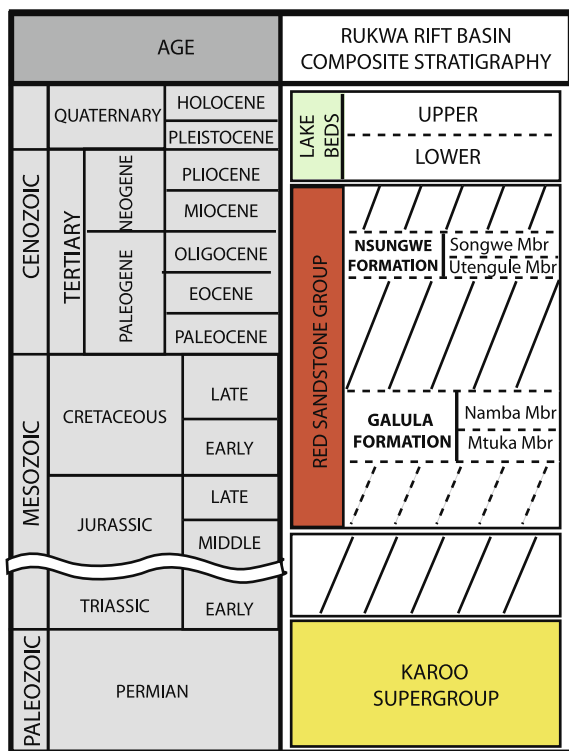 AGE
RUKWA RIFT BASIN
COMPOSITE STRATIGRAPHY
CENOZOIC
QUATERNARY
HOLOCENE
PLEISTOCENE
TERTIARY
NEOGENE
PLIOCENE
MIOCENE
PALEOGENE
OLIGOCENE
EOCENE
PALEOCENE
MESOZOIC
CRETACEOUS
LATE
EARLY
JURASSIC
LATE
MIDDLE
TRIASSIC
EARLY
PALEOZOIC
PERMIAN
LAKE
BEDS
UPPER
LOWER
RED SANDSTONE GROUP
NSUNGWE
FORMATION
Songwe Mbr
Utengule Mbr
GALULA
FORMATION
Namba Mbr
Mtuka Mbr
KAROO
SUPERGROUP